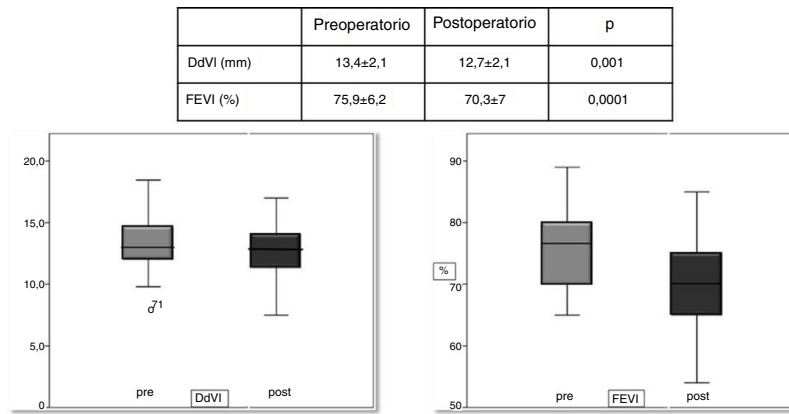 Preoperatorio Postoperatorio p
DdVI (mm) 13,4±2,1 12,7±2,1 0,001
FEVI (%) 75,9±6,2 70,3±7 0,0001
20,0
15,0
10,0
5,0
0
71
pre DdVI post
90
80
%
70
60
50
pre FEVI post